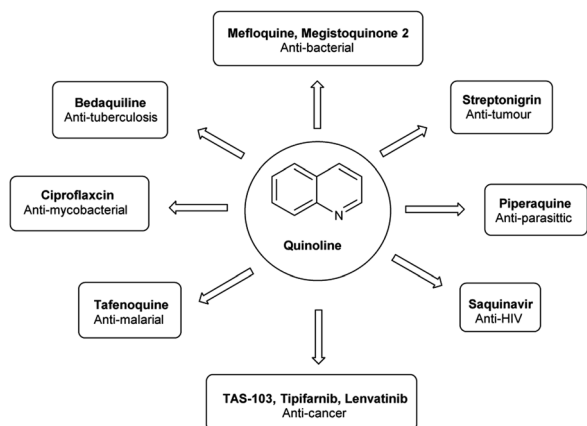 Mefloquine, Megistoquinone 2
Anti-bacterial
Bedaquiline
Anti-tuberculosis
Streptonigrin
Anti-tumour
Ciproflaxcin
Anti-mycobacterial
N
Quinoline
Piperaquine
Anti-parasittic
Tafenoquine
Anti-malarial
Saquinavir
Anti-HIV
TAS-103, Tipifarnib, Lenvatinib
Anti-cancer